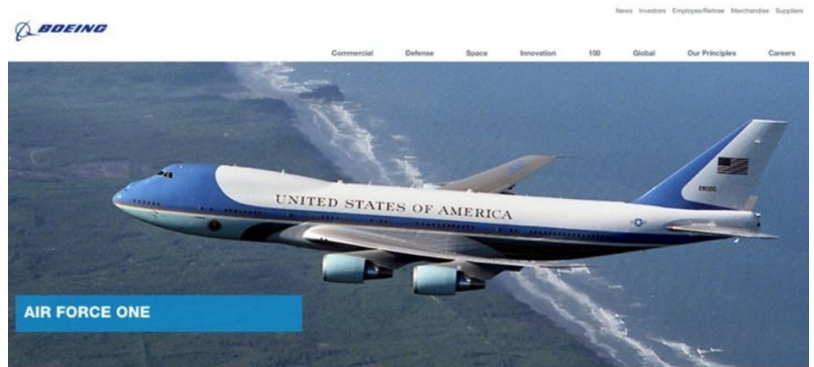 News Investors Employee/Retiree Merchandise Suppliers
BOEING
Commercial Defense Space Innovation 100 Global Our Principles Careers
UNITED STATES OF AMERICA
28000
AIR FORCE ONE